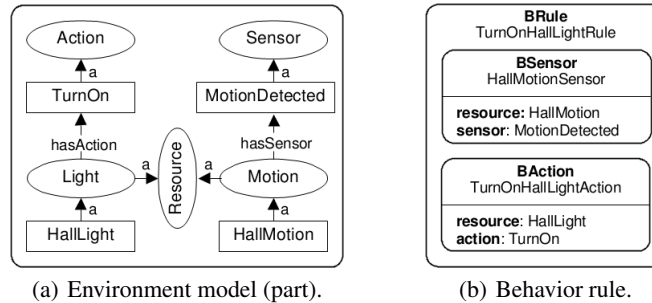 Action
Sensor
a
a
TurnOn
MotionDetected
hasAction
hasSensor
Light
a
Resource
a
Motion
a
a
HallLight
HallMotion
(a) Environment model (part).
BRule
TurnOnHallLightRule
BSensor
HallMotionSensor
resource: HallMotion
sensor: MotionDetected
BAction
TurnOnHallLightAction
resource: HallLight
action: TurnOn
(b) Behavior rule.